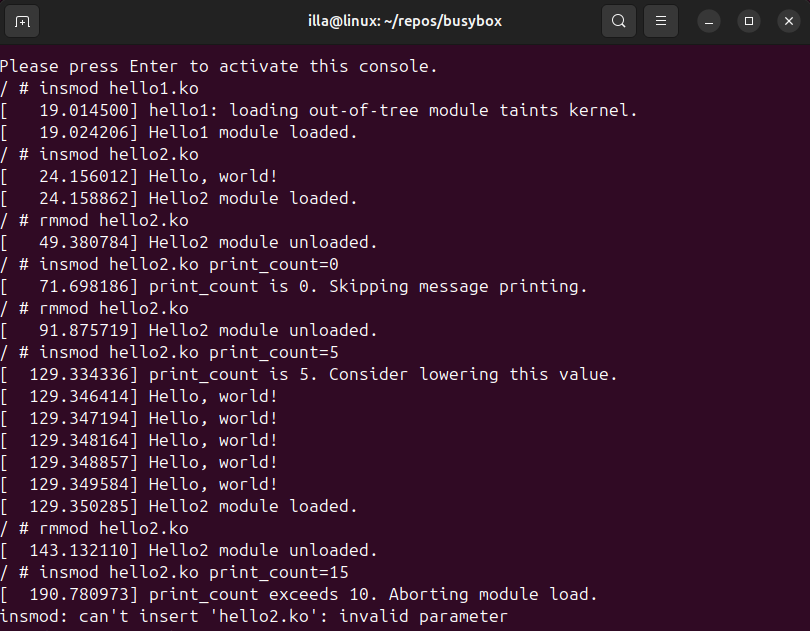 illa@linux: ~/repos/busybox
Please press Enter to activate this console.
/ # insmod hello1.ko
[   19.014500] hello1: loading out-of-tree module taints kernel.
[   19.024206] Hello1 module loaded.
/ # insmod hello2.ko
[   24.156012] Hello, world!
[   24.158862] Hello2 module loaded.
/ # rmmod hello2.ko
[   49.380784] Hello2 module unloaded.
/ # insmod hello2.ko print_count=0
[   71.698186] print_count is 0. Skipping message printing.
/ # rmmod hello2.ko
[   91.875719] Hello2 module unloaded.
/ # insmod hello2.ko print_count=5
[  129.334336] print_count is 5. Consider lowering this value.
[  129.346414] Hello, world!
[  129.347194] Hello, world!
[  129.348164] Hello, world!
[  129.348857] Hello, world!
[  129.349584] Hello, world!
[  129.350285] Hello2 module loaded.
/ # rmmod hello2.ko
[  143.132110] Hello2 module unloaded.
/ # insmod hello2.ko print_count=15
[  190.780973] print_count exceeds 10. Aborting module load.
insmod: can't insert 'hello2.ko': invalid parameter